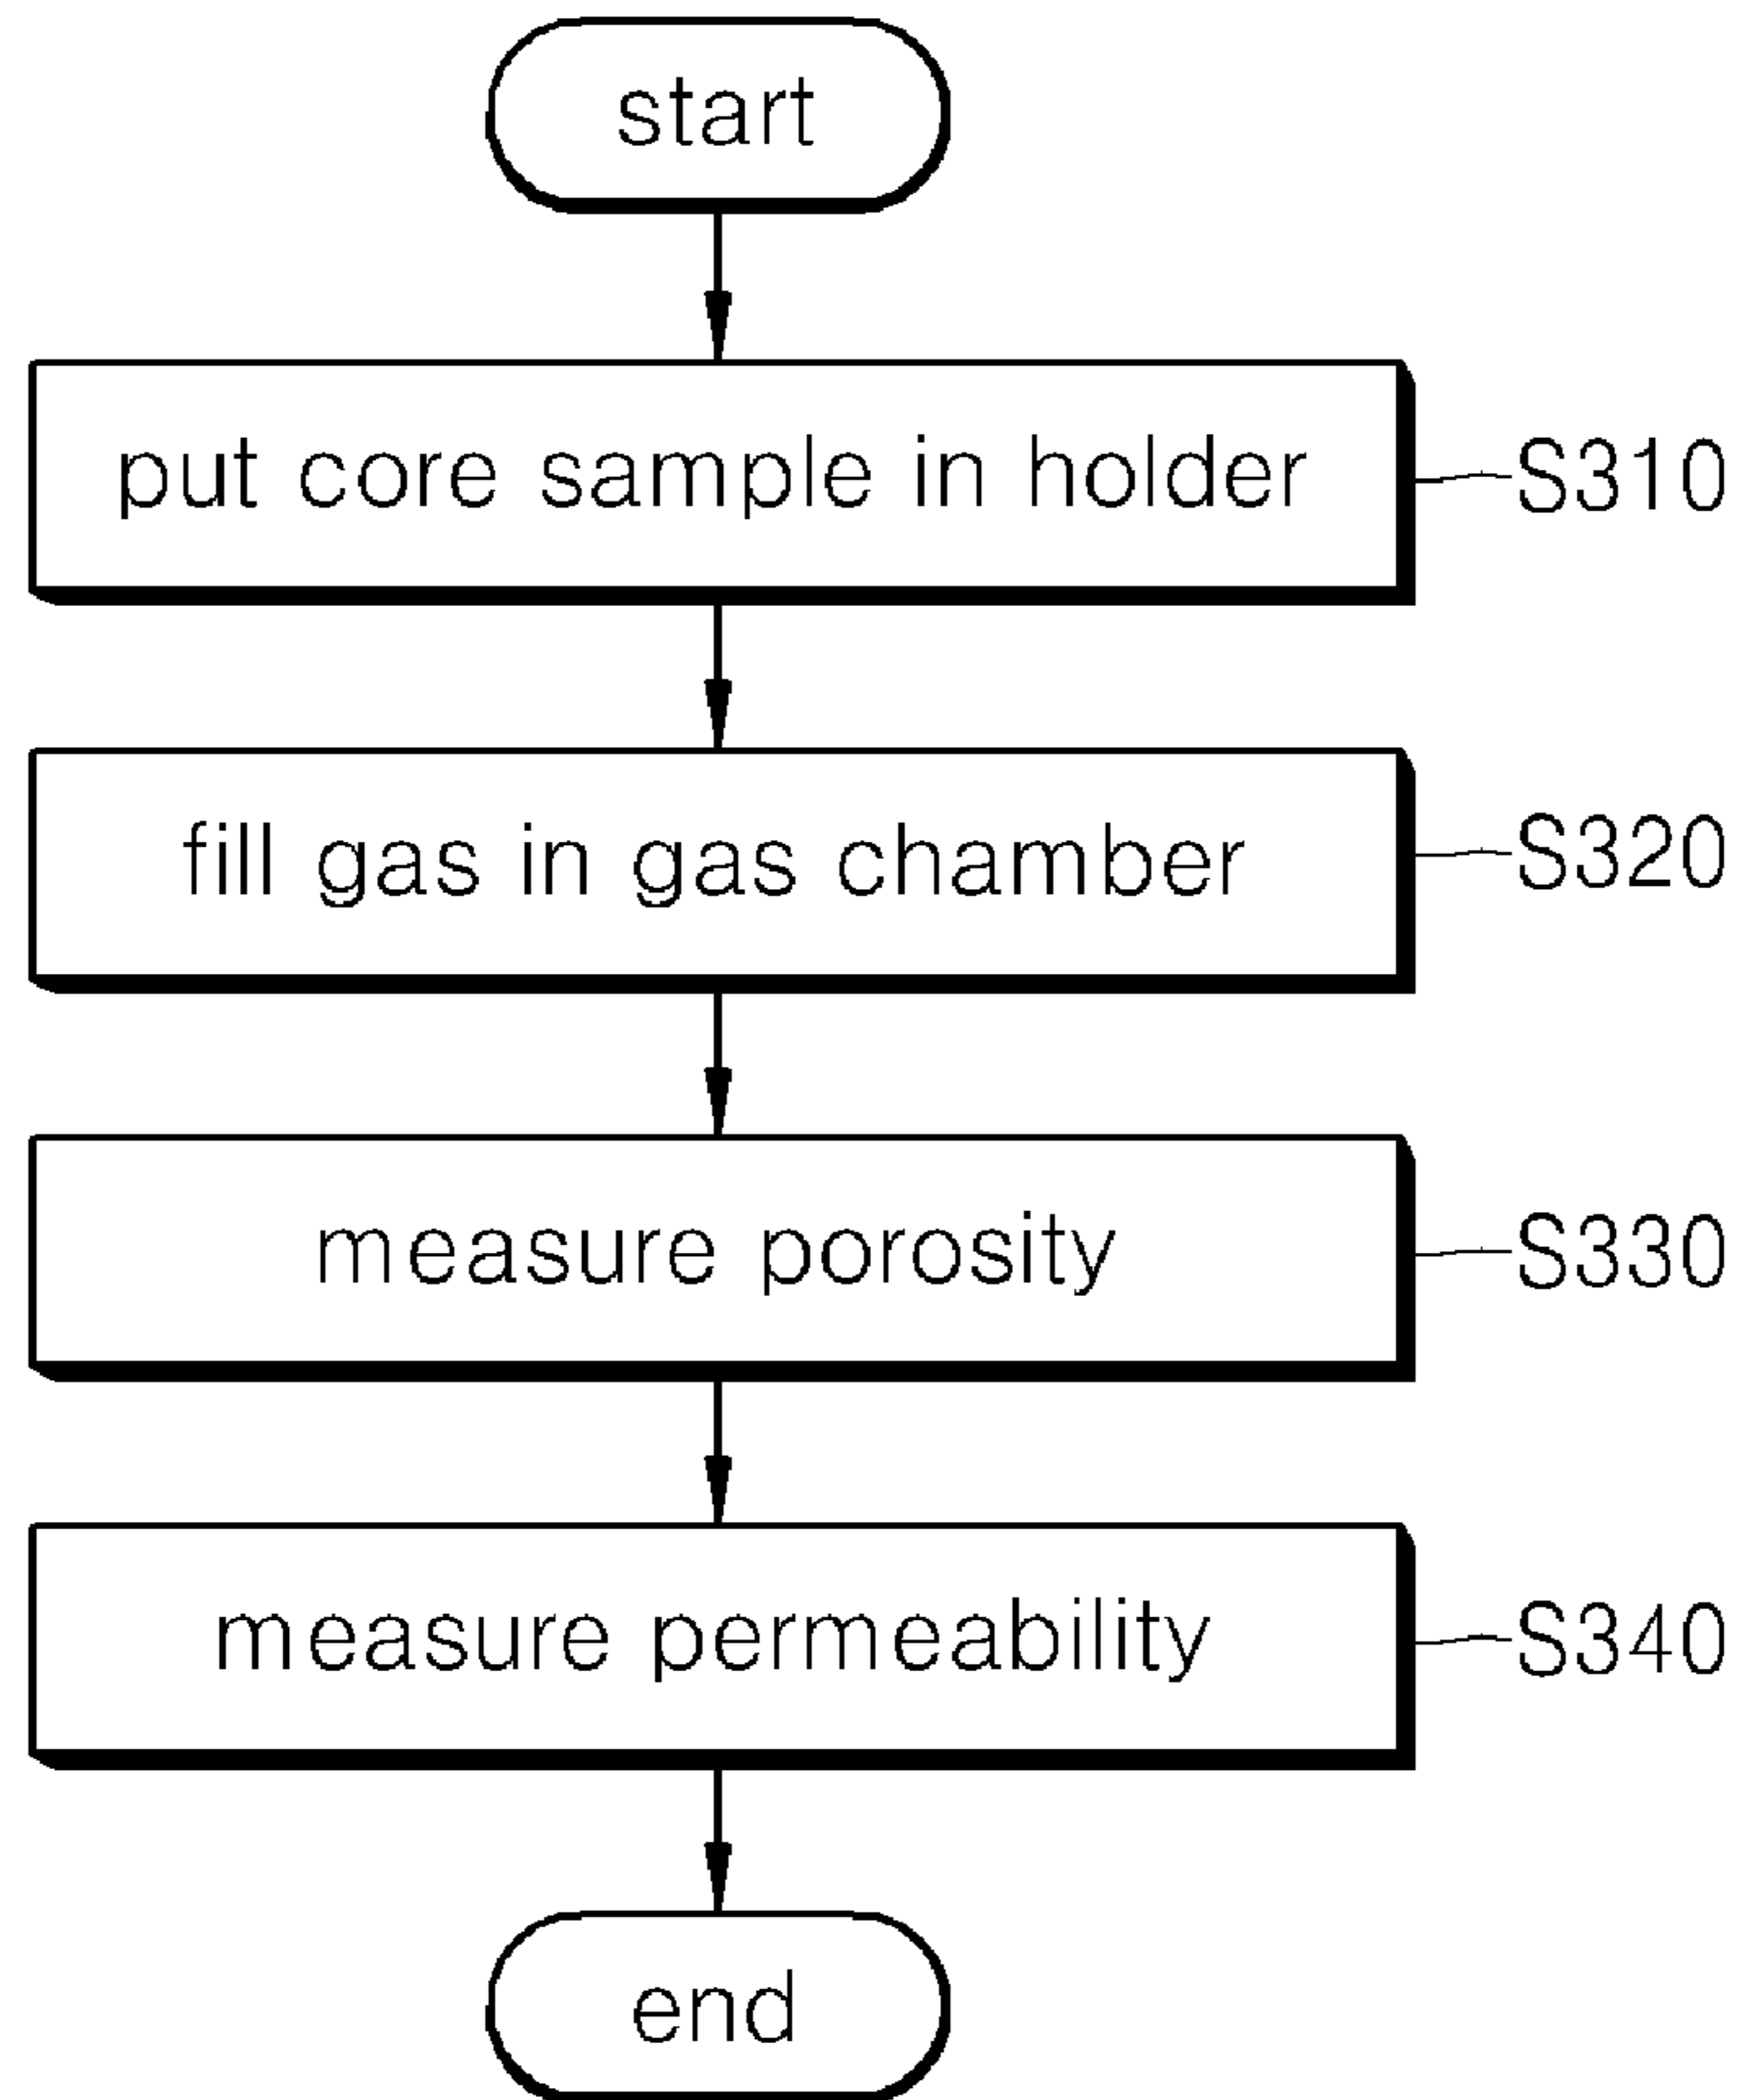 start
put core sample in holder
S310
fill gas in gas chamber
S320
measure porosity
S330
measure permeability
S340
end